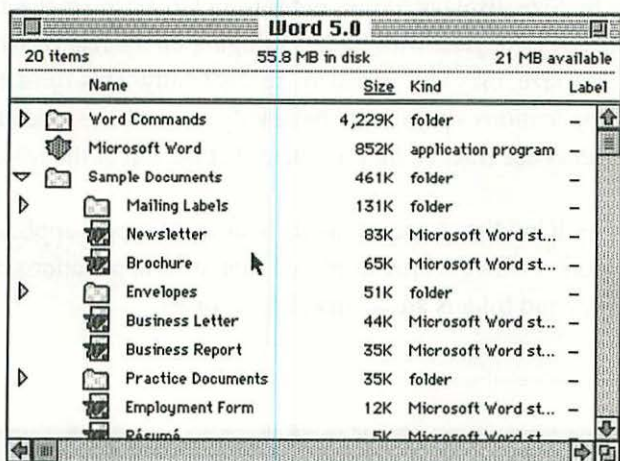 Word 5.0
20 items 55.8 MB in disk 21 MB available
Name Size Kind Label
Word Commands 4,229K folder –
Microsoft Word 852K application program –
Sample Documents 461K folder –
Mailing Labels 131K folder –
Newsletter 83K Microsoft Word st... –
Brochure 65K Microsoft Word st... –
Envelopes 51K folder –
Business Letter 44K Microsoft Word st... –
Business Report 35K Microsoft Word st... –
Practice Documents 35K folder –
Employment Form 12K Microsoft Word st... –
Résumé 5K Microsoft Word st... –